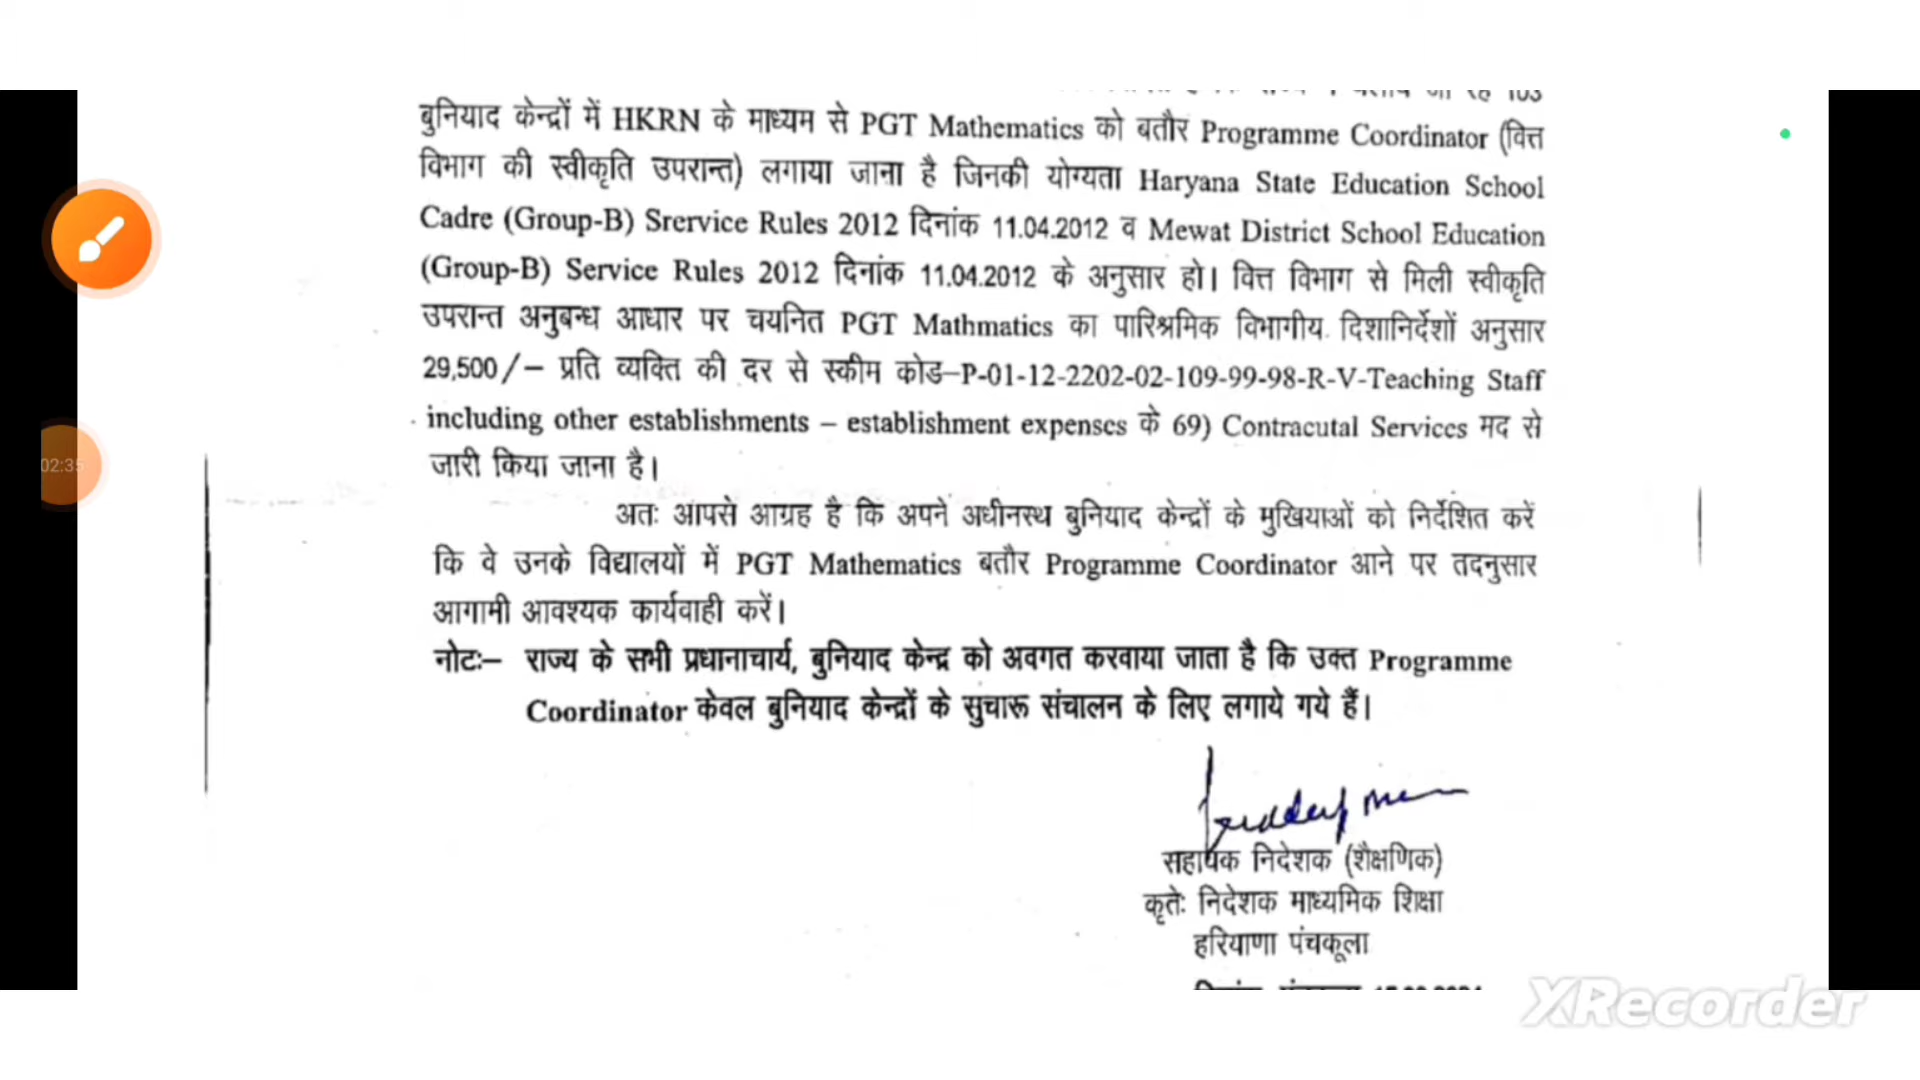 103
बुनियाद केन्द्रों में HKRN के माध्यम से PGT Mathematics को बतौर Programme Coordinator (वित्त
विभाग की स्वीकृति उपरान्त) लगाया जाना है जिनकी योग्यता Haryana State Education School
Cadre (Group-B) Srervice Rules 2012 दिनांक 11.04.2012 व Mewat District School Education
(Group-B) Service Rules 2012 दिनांक 11.04.2012 के अनुसार हो। वित्त विभाग से मिली स्वीकृति
उपरान्त अनुबन्ध आधार पर चयनित PGT Mathmatics का पारिश्रमिक विभागीय दिशानिर्देशों अनुसार
29,500/– प्रति व्यक्ति की दर से स्कीम कोड–P-01-12-2202-02-109-99-98-R-V-Teaching Staff
including other establishments – establishment expenses के 69) Contracutal Services मद से
जारी किया जाना है।
अतः आपसे आग्रह है कि अपने अधीनस्थ बुनियाद केन्द्रों के मुखियाओं को निर्देशित करें
कि वे उनके विद्यालयों में PGT Mathematics बतौर Programme Coordinator आने पर तदनुसार
आगामी आवश्यक कार्यवाही करें।
नोटः– राज्य के सभी प्रधानाचार्य, बुनियाद केन्द्र को अवगत करवाया जाता है कि उक्त Programme
Coordinator केवल बुनियाद केन्द्रों के सुचारू संचालन के लिए लगाये गये हैं।
सहायक निदेशक (शैक्षणिक)
कृतेः निदेशक माध्यमिक शिक्षा
हरियाणा पंचकूला
02:35
XRecorder